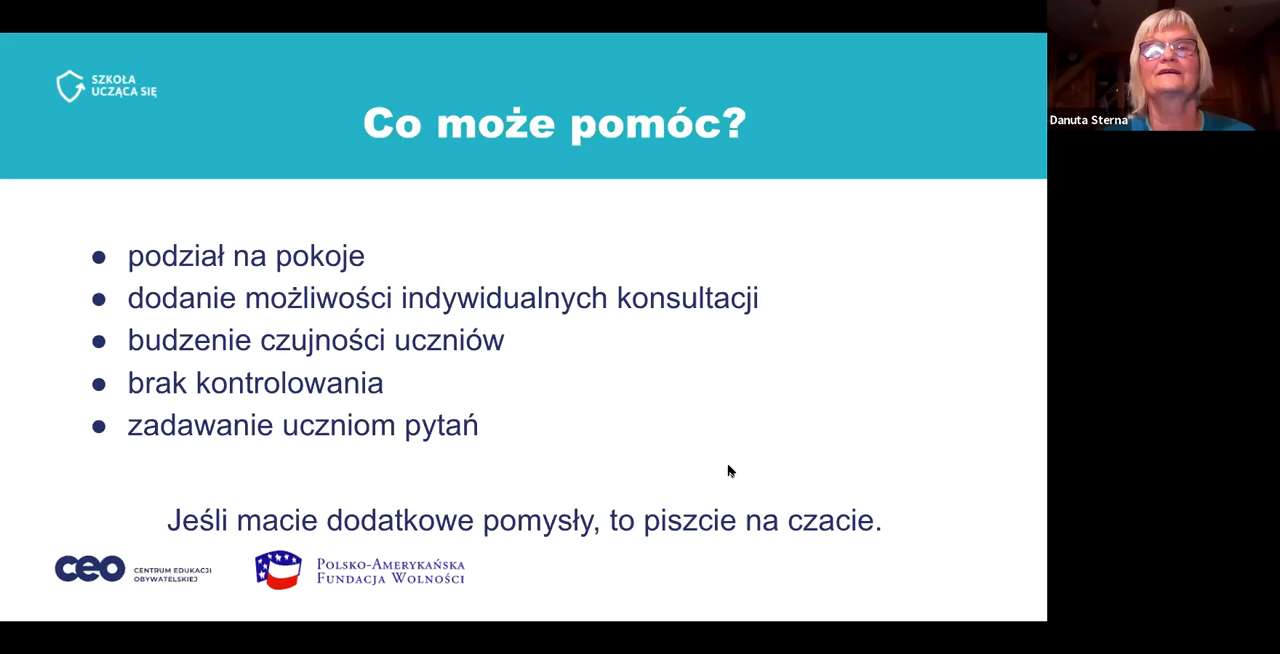 SZKOŁA
UCZĄCA SIĘ
Co może pomóc?
Danuta Sterna
● podział na pokoje
● dodanie możliwości indywidualnych konsultacji
● budzenie czujności uczniów
● brak kontrolowania
● zadawanie uczniom pytań
Jeśli macie dodatkowe pomysły, to piszcie na czacie.
CEO
CENTRUM EDUKACJI
OBYWATELSKIEJ
POLSKO-AMERYKAŃSKA
FUNDACJA WOLNOŚCI